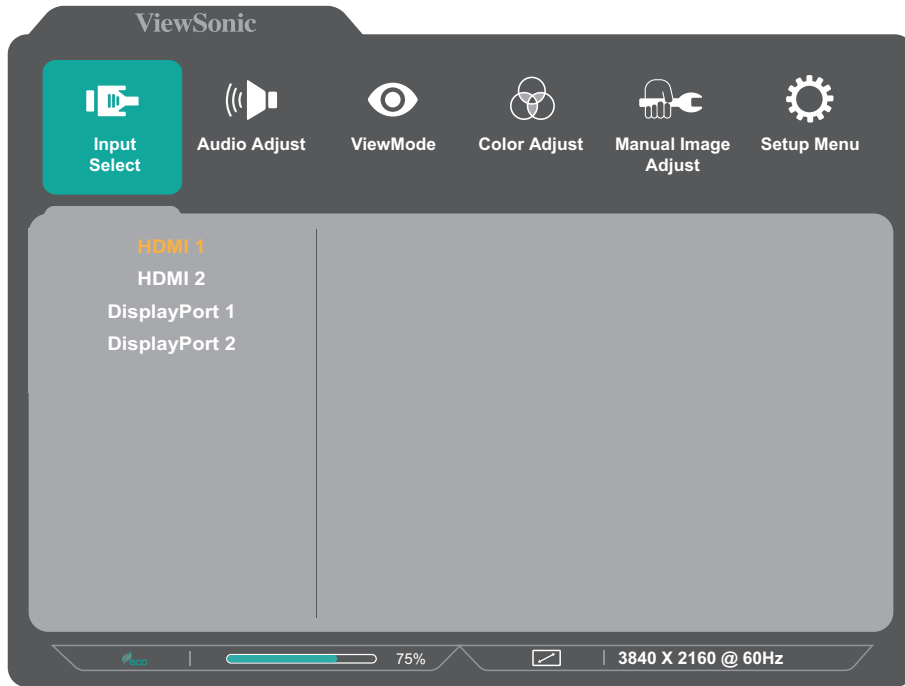 ViewSonic
Input
Select
Audio Adjust
ViewMode
Color Adjust
Manual Image
Adjust
Setup Menu
HDMI 1
HDMI 2
DisplayPort 1
DisplayPort 2
eco
75%
3840 X 2160 @ 60Hz